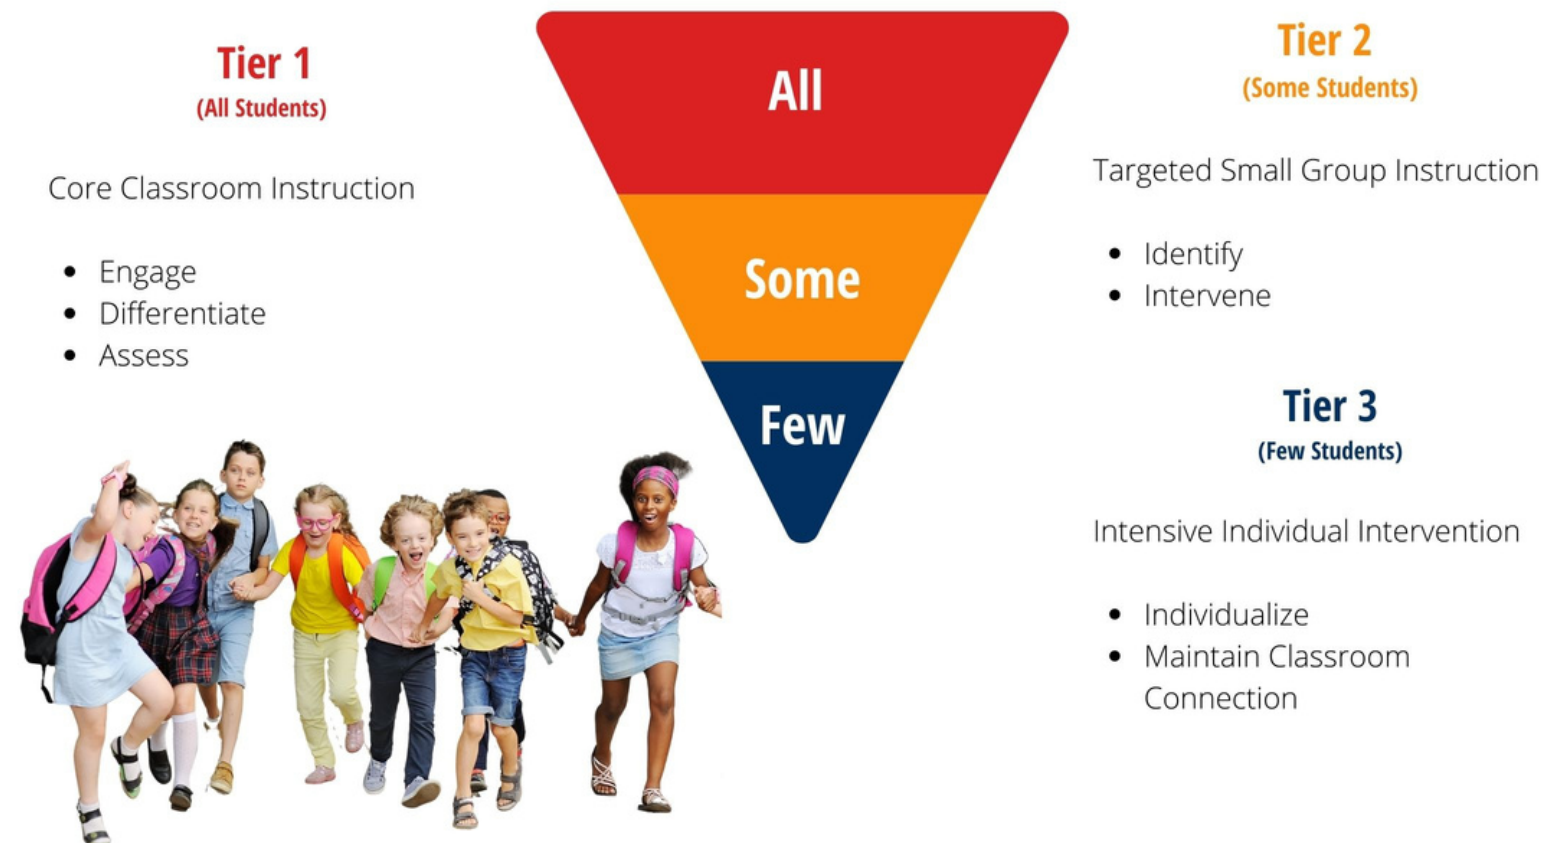 Tier 1
(All Students)
Core Classroom Instruction
• Engage
• Differentiate
• Assess
All
Some
Few
Tier 2
(Some Students)
Targeted Small Group Instruction
• Identify
• Intervene
Tier 3
(Few Students)
Intensive Individual Intervention
• Individualize
• Maintain Classroom
Connection